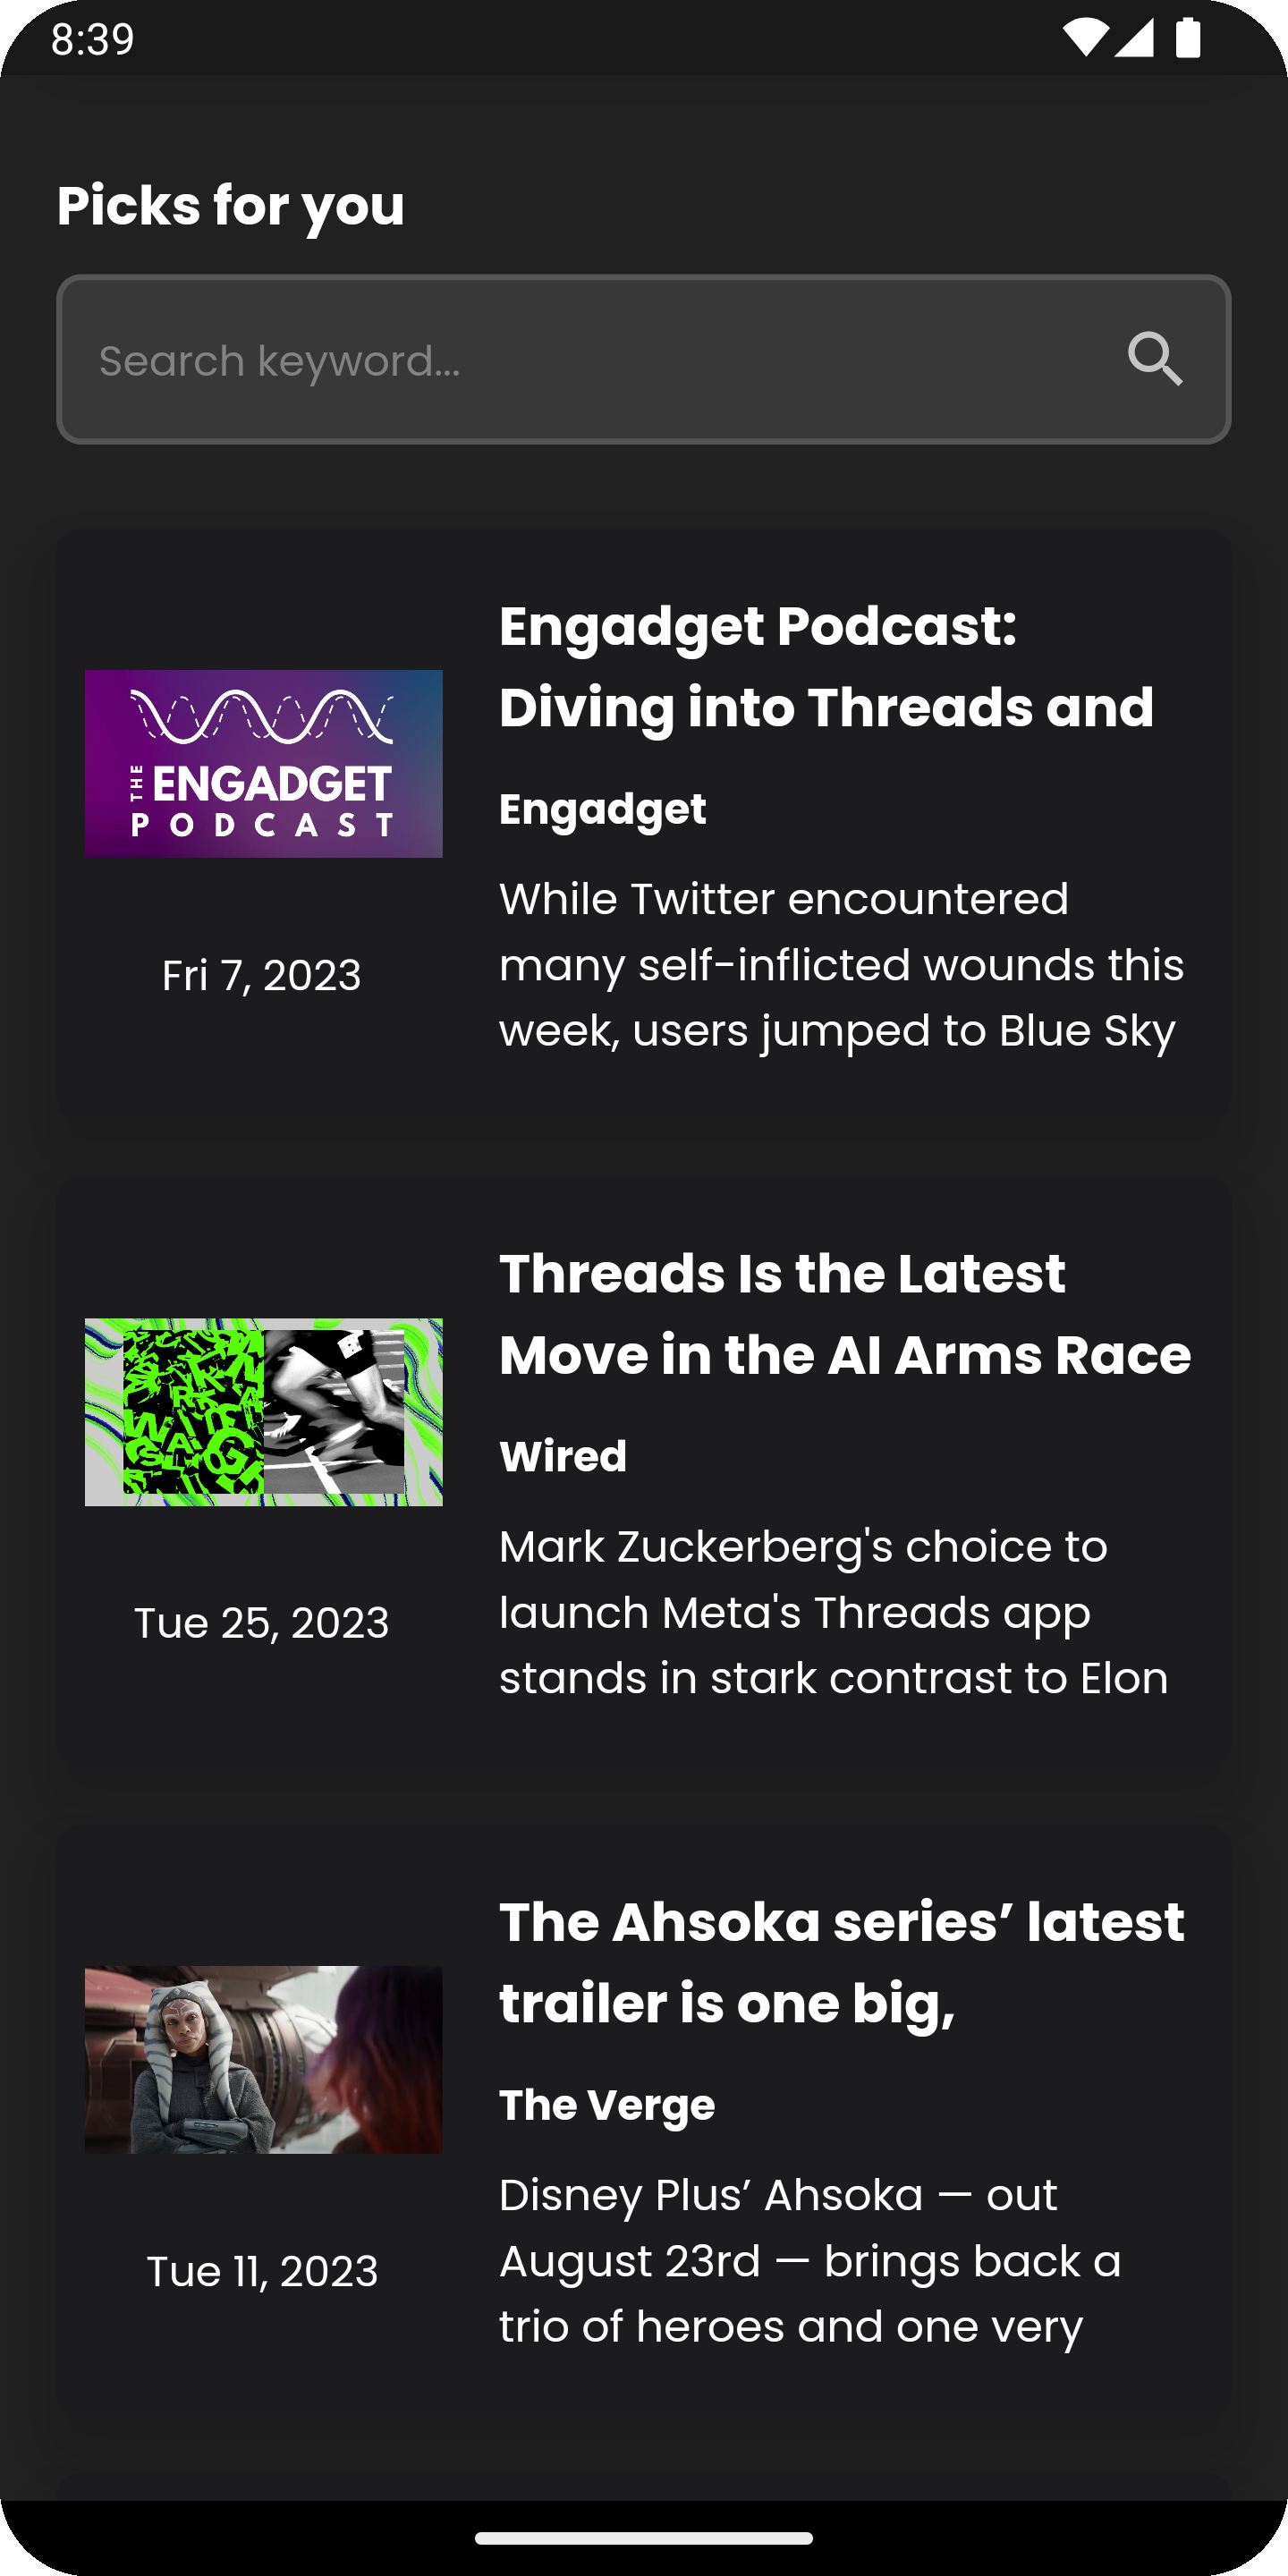 8:39
Picks for you
Search keyword...
THE ENGADGET
PODCAST
Fri 7, 2023
Engadget Podcast:
Diving into Threads and
Engadget
While Twitter encountered
many self-inflicted wounds this
week, users jumped to Blue Sky
Tue 25, 2023
Threads Is the Latest
Move in the AI Arms Race
Wired
Mark Zuckerberg's choice to
launch Meta's Threads app
stands in stark contrast to Elon
Tue 11, 2023
The Ahsoka series’ latest
trailer is one big,
The Verge
Disney Plus’ Ahsoka — out
August 23rd — brings back a
trio of heroes and one very